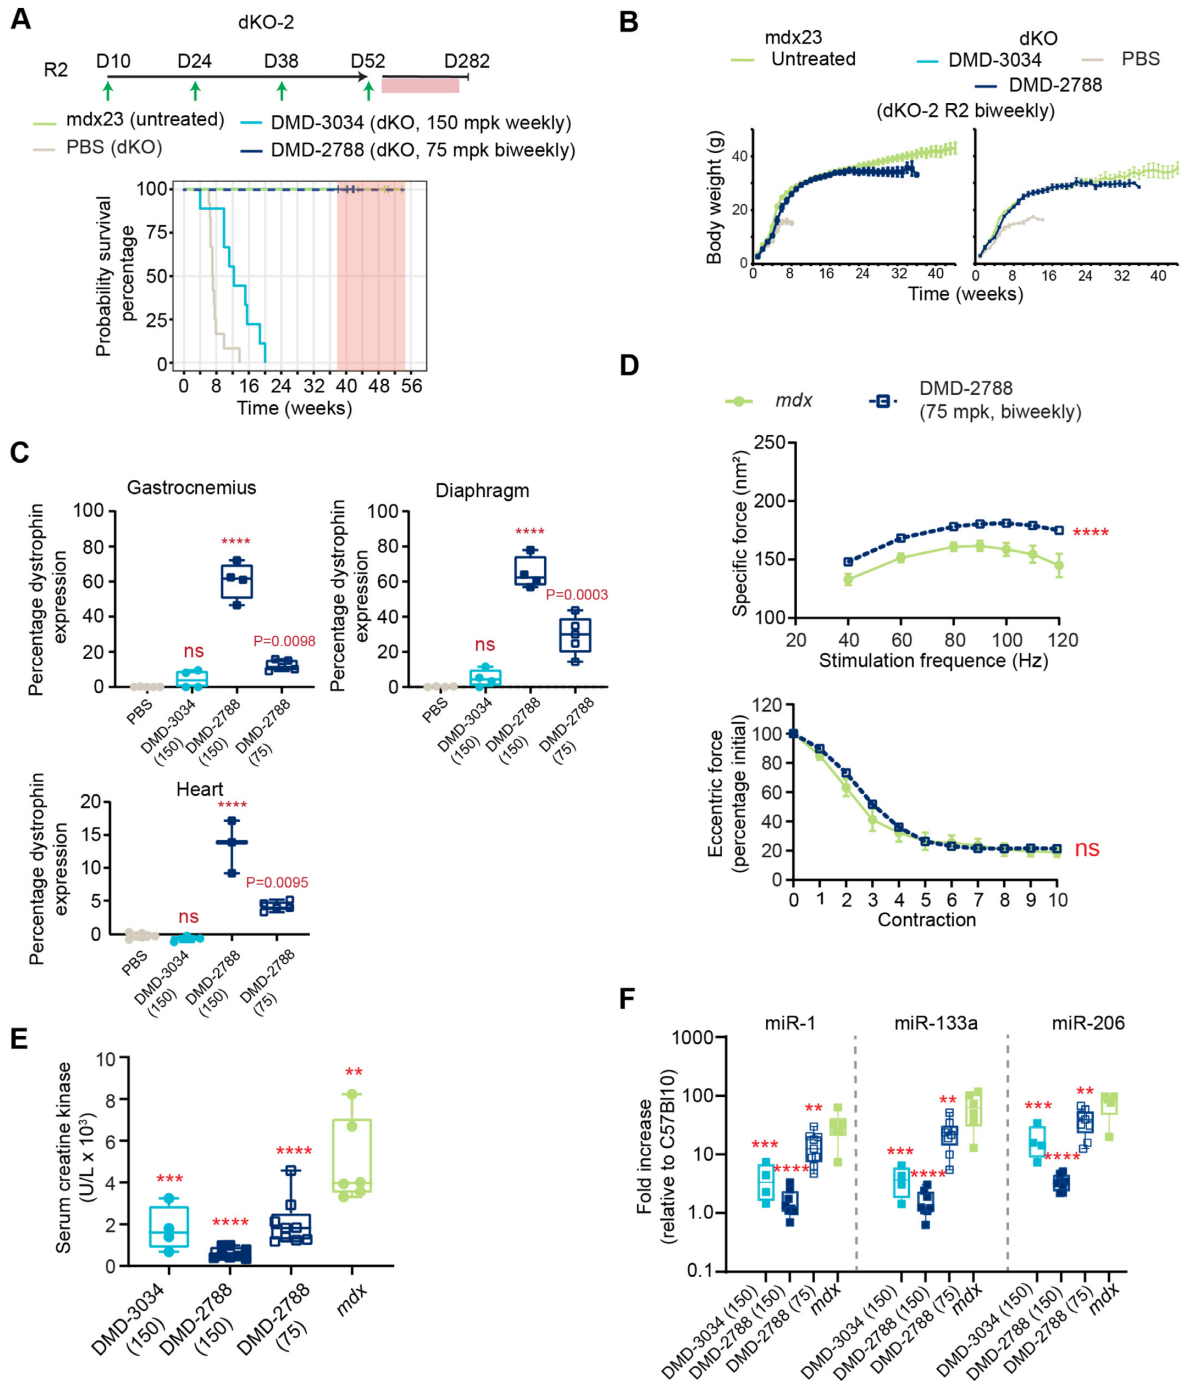 A
dKO-2
R2
D10 D24 D38 D52 D282
mdx23 (untreated)
PBS (dKO)
DMD-3034 (dKO, 150 mpk weekly)
DMD-2788 (dKO, 75 mpk biweekly)
Probability survival
percentage
100
75
50
25
0
0 8 16 24 32 40 48 56
Time (weeks)
B
mdx23
Untreated
dKO
DMD-3034
PBS
DMD-2788
(dKO-2 R2 biweekly)
Body weight (g)
40
20
0
0 8 16 24 32 40
0 8 16 24 32 40
Time (weeks)
C
Gastrocnemius
Percentage dystrophin
expression
100
80
60
40
20
0
ns
****
P=0.0098
PBS
DMD-3034
(150)
DMD-2788
(150)
DMD-2788
(75)
Diaphragm
Percentage dystrophin
expression
100
80
60
40
20
0
ns
****
P=0.0003
PBS
DMD-3034
(150)
DMD-2788
(150)
DMD-2788
(75)
Heart
Percentage dystrophin
expression
20
15
10
5
0
ns
****
P=0.0095
PBS
DMD-3034
(150)
DMD-2788
(150)
DMD-2788
(75)
D
mdx
DMD-2788
(75 mpk, biweekly)
Specific force (nm²)
250
200
150
100
****
20 40 60 80 100 120
Stimulation frequence (Hz)
Eccentric force
(percentage initial)
120
100
80
60
40
20
0
ns
0 1 2 3 4 5 6 7 8 9 10
Contraction
E
Serum creatine kinase
(U/L x 10³)
10
8
6
4
2
0
***
****
****
**
DMD-3034
(150)
DMD-2788
(150)
DMD-2788
(75)
mdx
F
miR-1 miR-133a miR-206
Fold increase
(relative to C57Bl10)
1000
100
10
1.0
0.1
***
****
**
***
****
**
***
****
**
DMD-3034 (150)
DMD-2788 (150)
DMD-2788 (75)
mdx
DMD-3034 (150)
DMD-2788 (150)
DMD-2788 (75)
mdx
DMD-3034 (150)
DMD-2788 (150)
DMD-2788 (75)
mdx